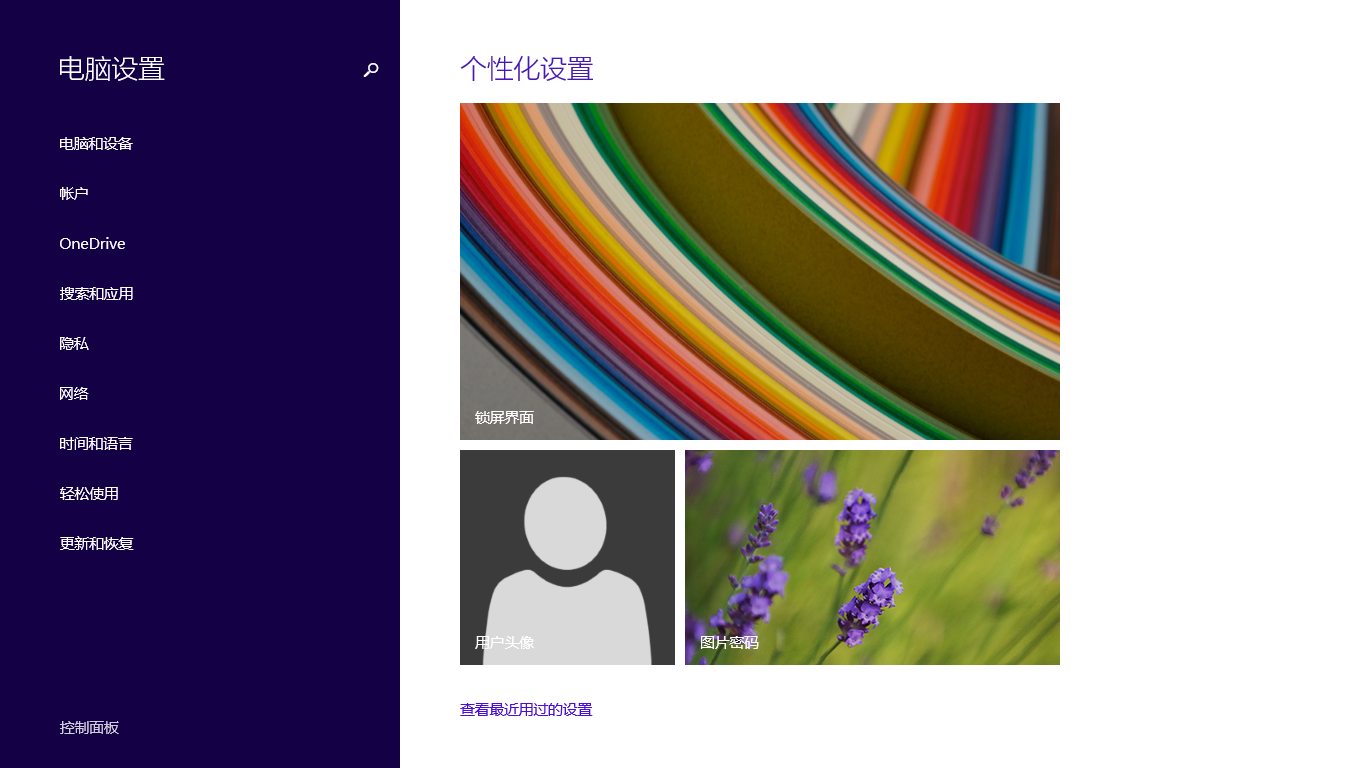 电脑设置
电脑和设备
帐户
OneDrive
搜索和应用
隐私
网络
时间和语言
轻松使用
更新和恢复
控制面板
个性化设置
锁屏界面
用户头像
图片密码
查看最近用过的设置